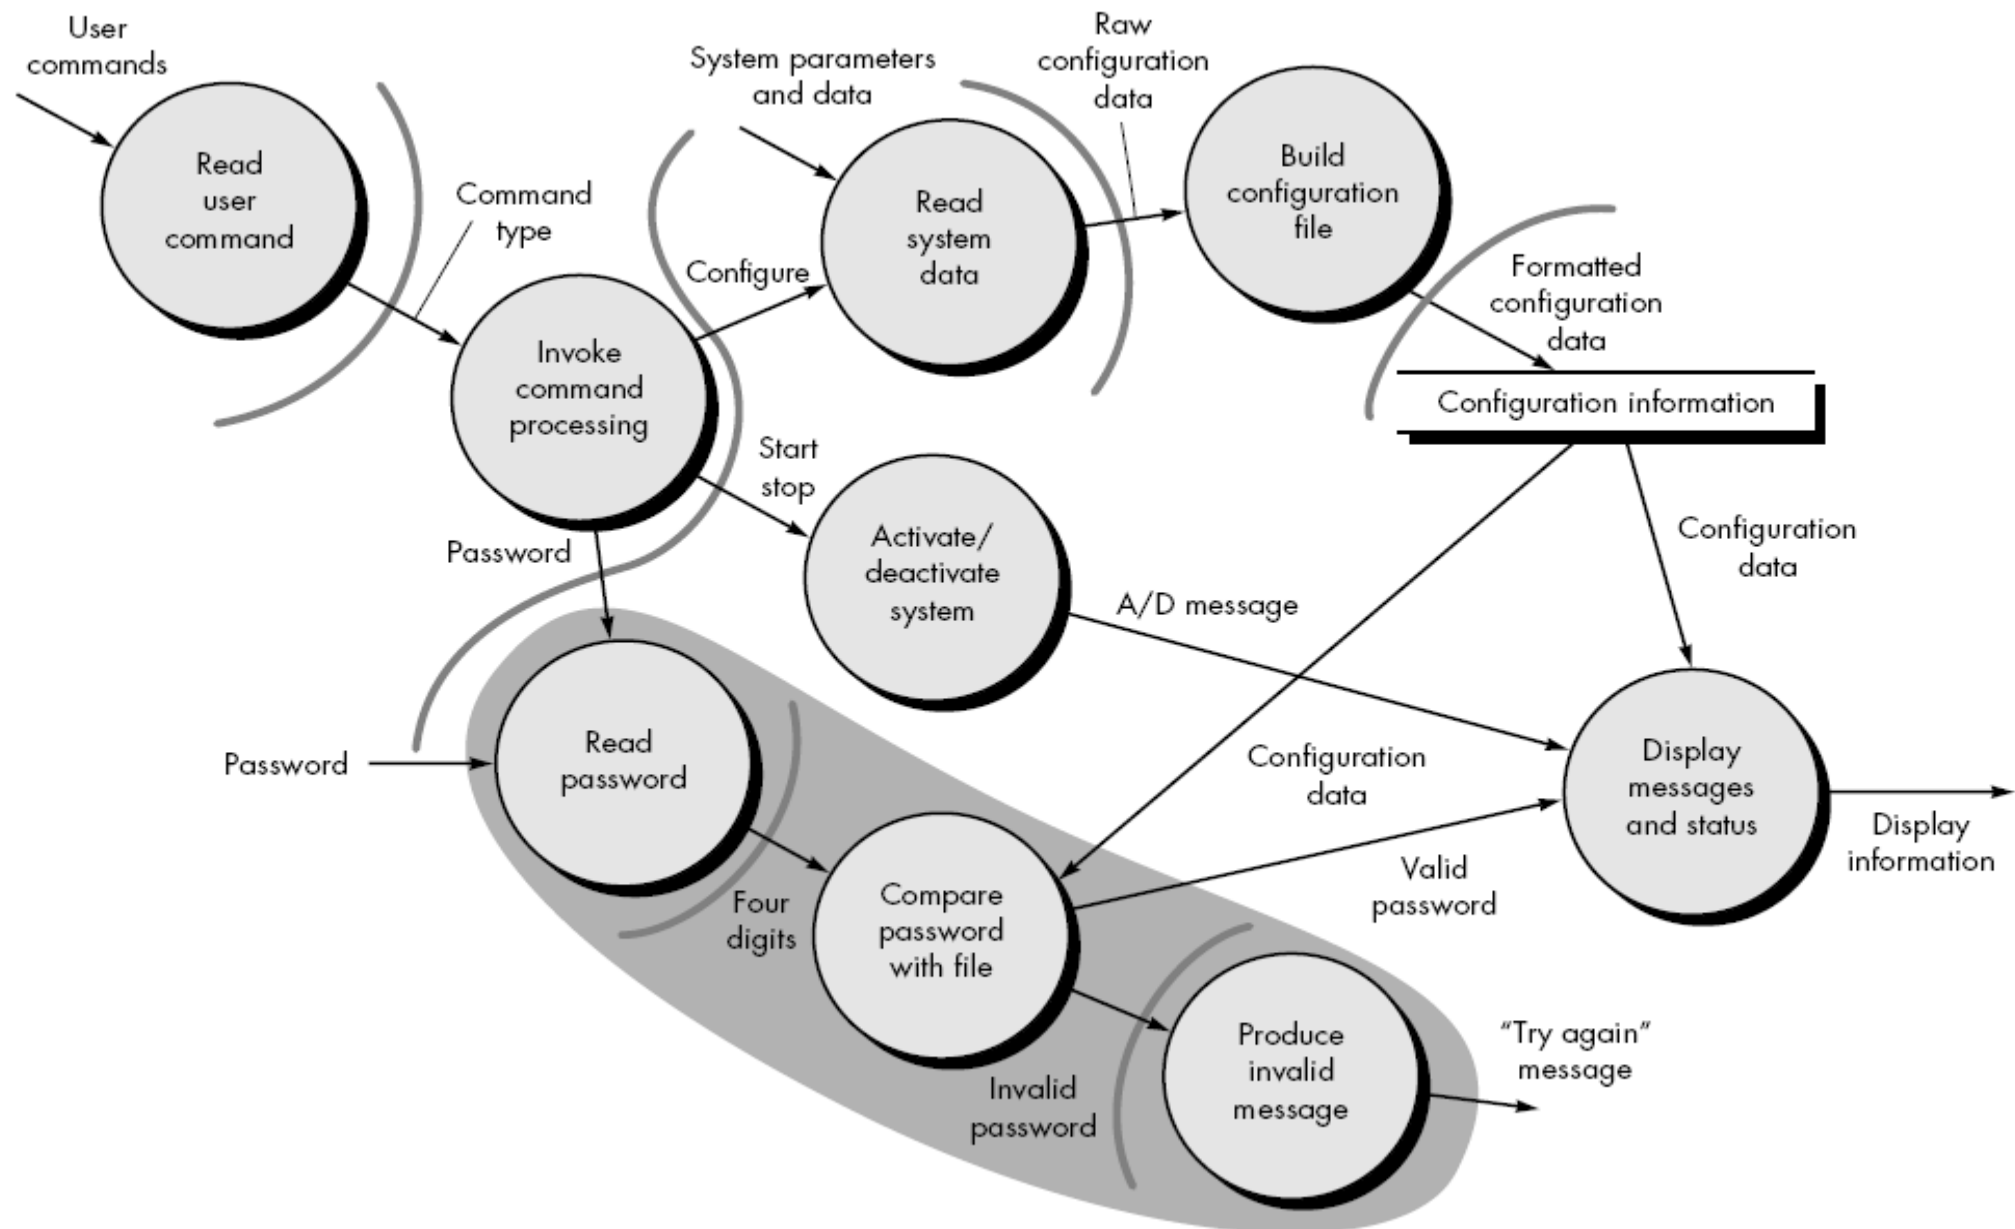 User
commands
Read
user
command
Command
type
Invoke
command
processing
System parameters
and data
Configure
Read
system
data
Raw
configuration
data
Build
configuration
file
Formatted
configuration
data
Configuration information
Start
stop
Activate/
deactivate
system
A/D message
Configuration
data
Password
Password
Read
password
Four
digits
Compare
password
with file
Configuration
data
Valid
password
Display
messages
and status
Display
information
Invalid
password
Produce
invalid
message
“Try again”
message